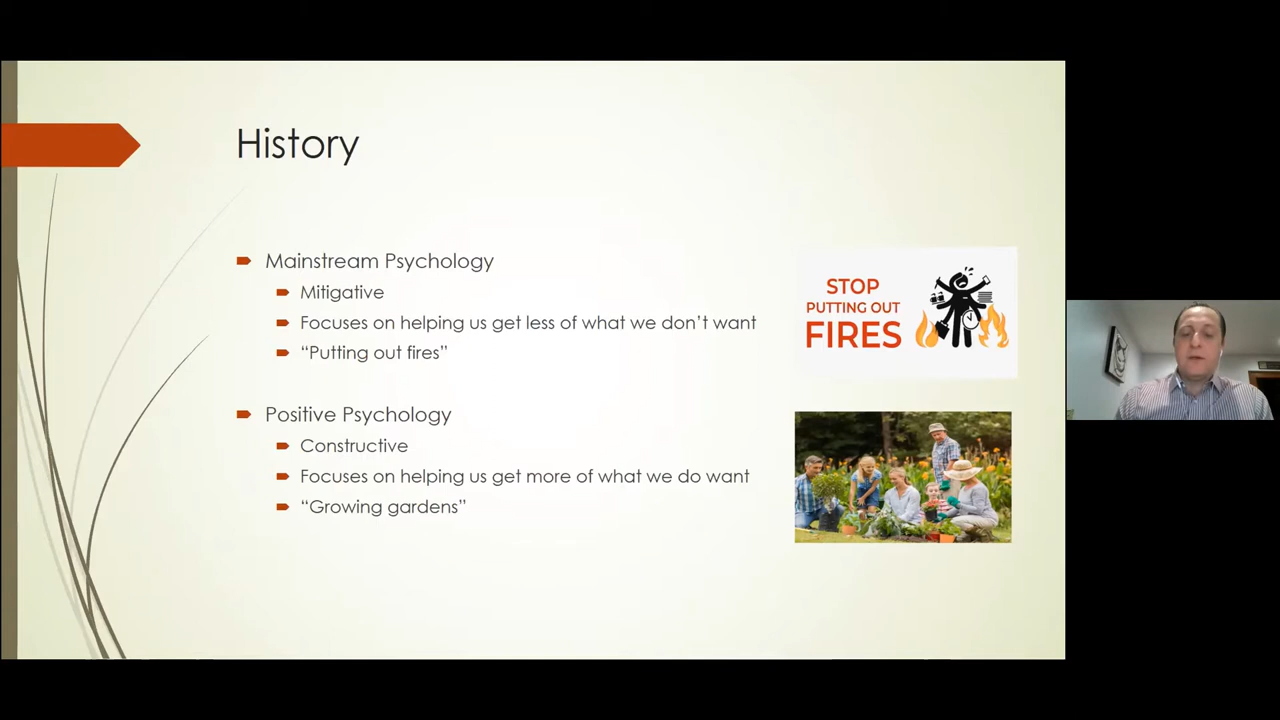 History
Mainstream Psychology
Mitigative
Focuses on helping us get less of what we don’t want
“Putting out fires”
STOP
PUTTING OUT
FIRES
Positive Psychology
Constructive
Focuses on helping us get more of what we do want
“Growing gardens”